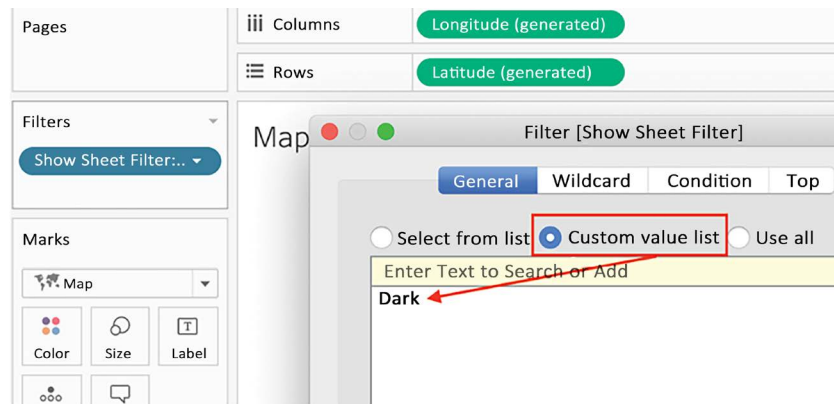 Pages
Columns
Longitude (generated)
Rows
Latitude (generated)
Filters
Show Sheet Filter:..
Map
Filter [Show Sheet Filter]
General
Wildcard
Condition
Top
Select from list
Custom value list
Use all
Enter Text to Search or Add
Dark
Marks
Map
Color
Size
Label
T